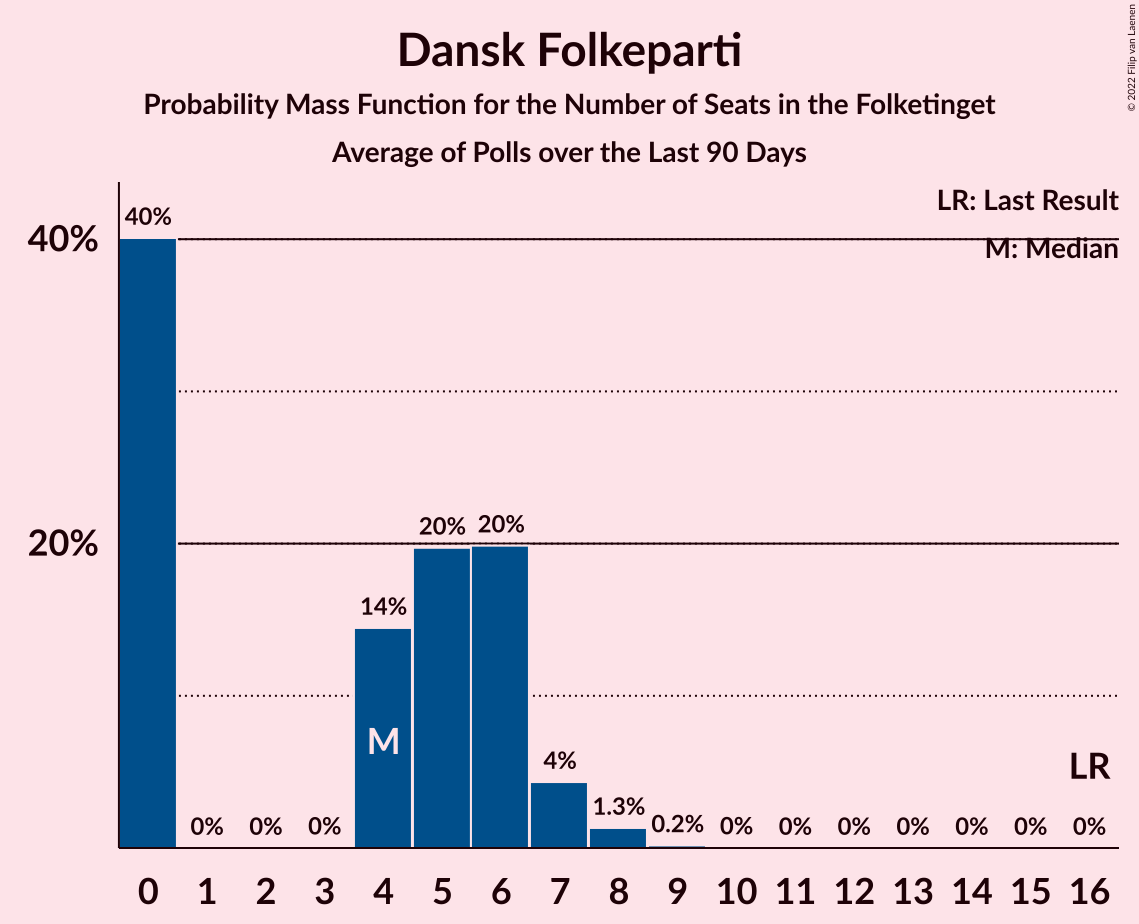 Dansk Folkeparti
Probability Mass Function for the Number of Seats in the Folketinget
Average of Polls over the Last 90 Days
© 2022 Filip van Laenen
LR: Last Result
M: Median
40%
20%
40%
0%
0%
0%
14%
20%
20%
4%
1.3%
0.2%
0%
0%
0%
0%
0%
0%
0%
M
LR
0 1 2 3 4 5 6 7 8 9 10 11 12 13 14 15 16